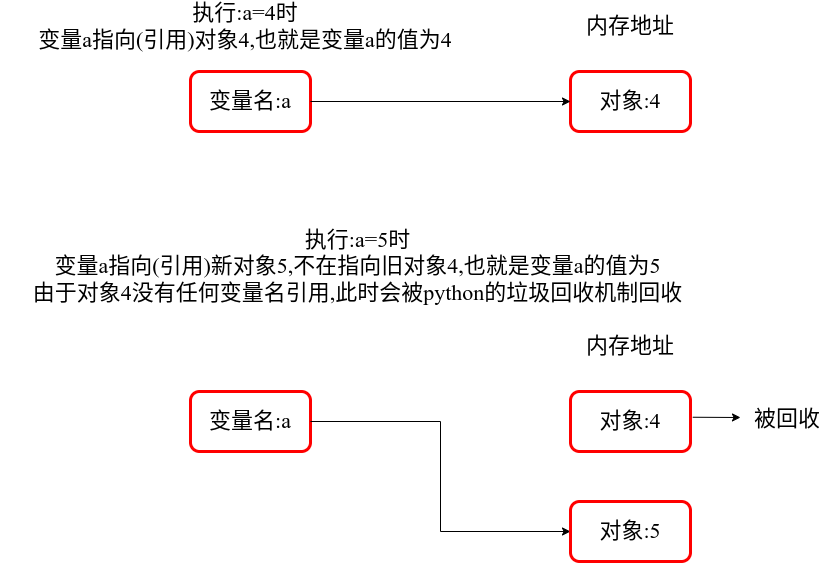 执行:a=4时
变量a指向(引用)对象4,也就是变量a的值为4
内存地址
变量名:a
对象:4
执行:a=5时
变量a指向(引用)新对象5,不在指向旧对象4,也就是变量a的值为5
由于对象4没有任何变量名引用,此时会被python的垃圾回收机制回收
内存地址
变量名:a
对象:4
被回收
对象:5